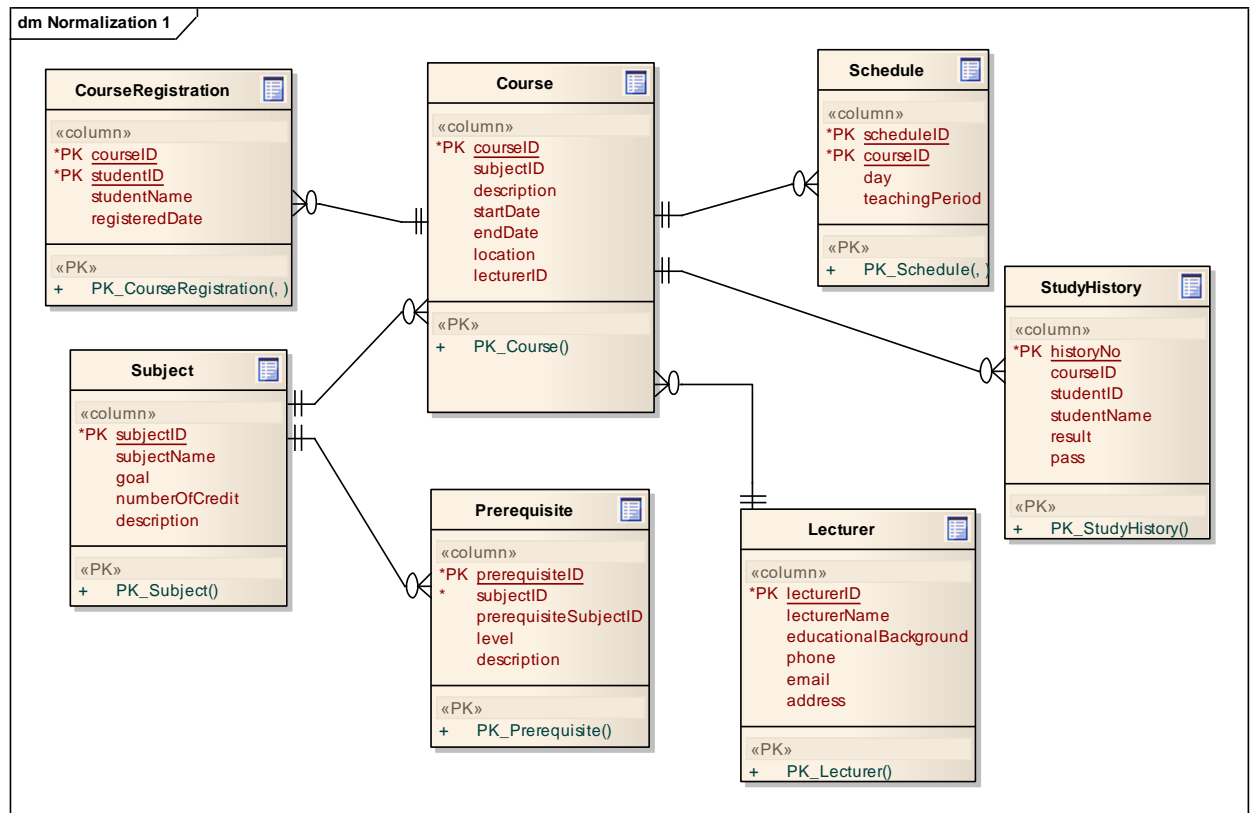 dm Normalization 1
CourseRegistration
«column»
*PK courseID
*PK studentID
studentName
registeredDate
«PK»
+ PK_CourseRegistration(, )
Course
«column»
*PK courseID
subjectID
description
startDate
endDate
location
lecturerID
«PK»
+ PK_Course()
Schedule
«column»
*PK scheduleID
*PK courseID
day
teachingPeriod
«PK»
+ PK_Schedule(, )
StudyHistory
«column»
*PK historyNo
courseID
studentID
studentName
result
pass
«PK»
+ PK_StudyHistory()
Subject
«column»
*PK subjectID
subjectName
goal
numberOfCredit
description
«PK»
+ PK_Subject()
Prerequisite
«column»
*PK prerequisiteID
* subjectID
prerequisiteSubjectID
level
description
«PK»
+ PK_Prerequisite()
Lecturer
«column»
*PK lecturerID
lecturerName
educationalBackground
phone
email
address
«PK»
+ PK_Lecturer()